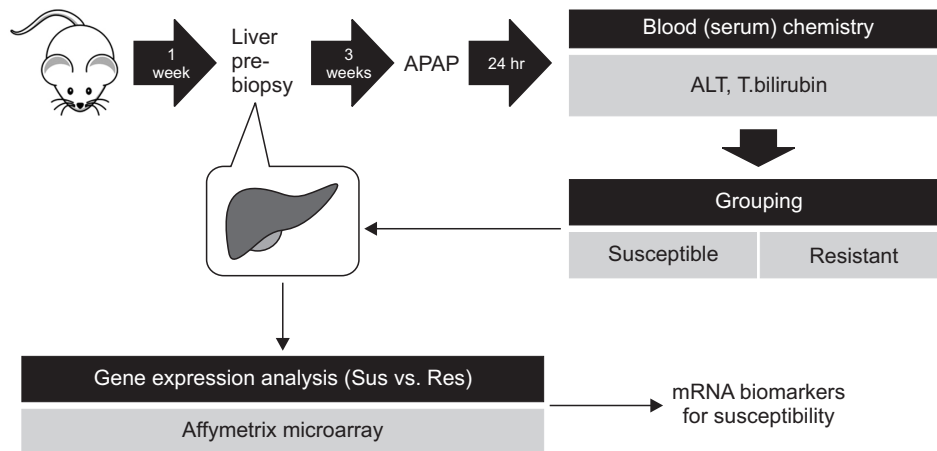 1
week
Liver
pre-
biopsy
3
weeks
APAP
24 hr
Blood (serum) chemistry
ALT, T.bilirubin
Grouping
Susceptible
Resistant
Gene expression analysis (Sus vs. Res)
Affymetrix microarray
mRNA biomarkers
for susceptibility